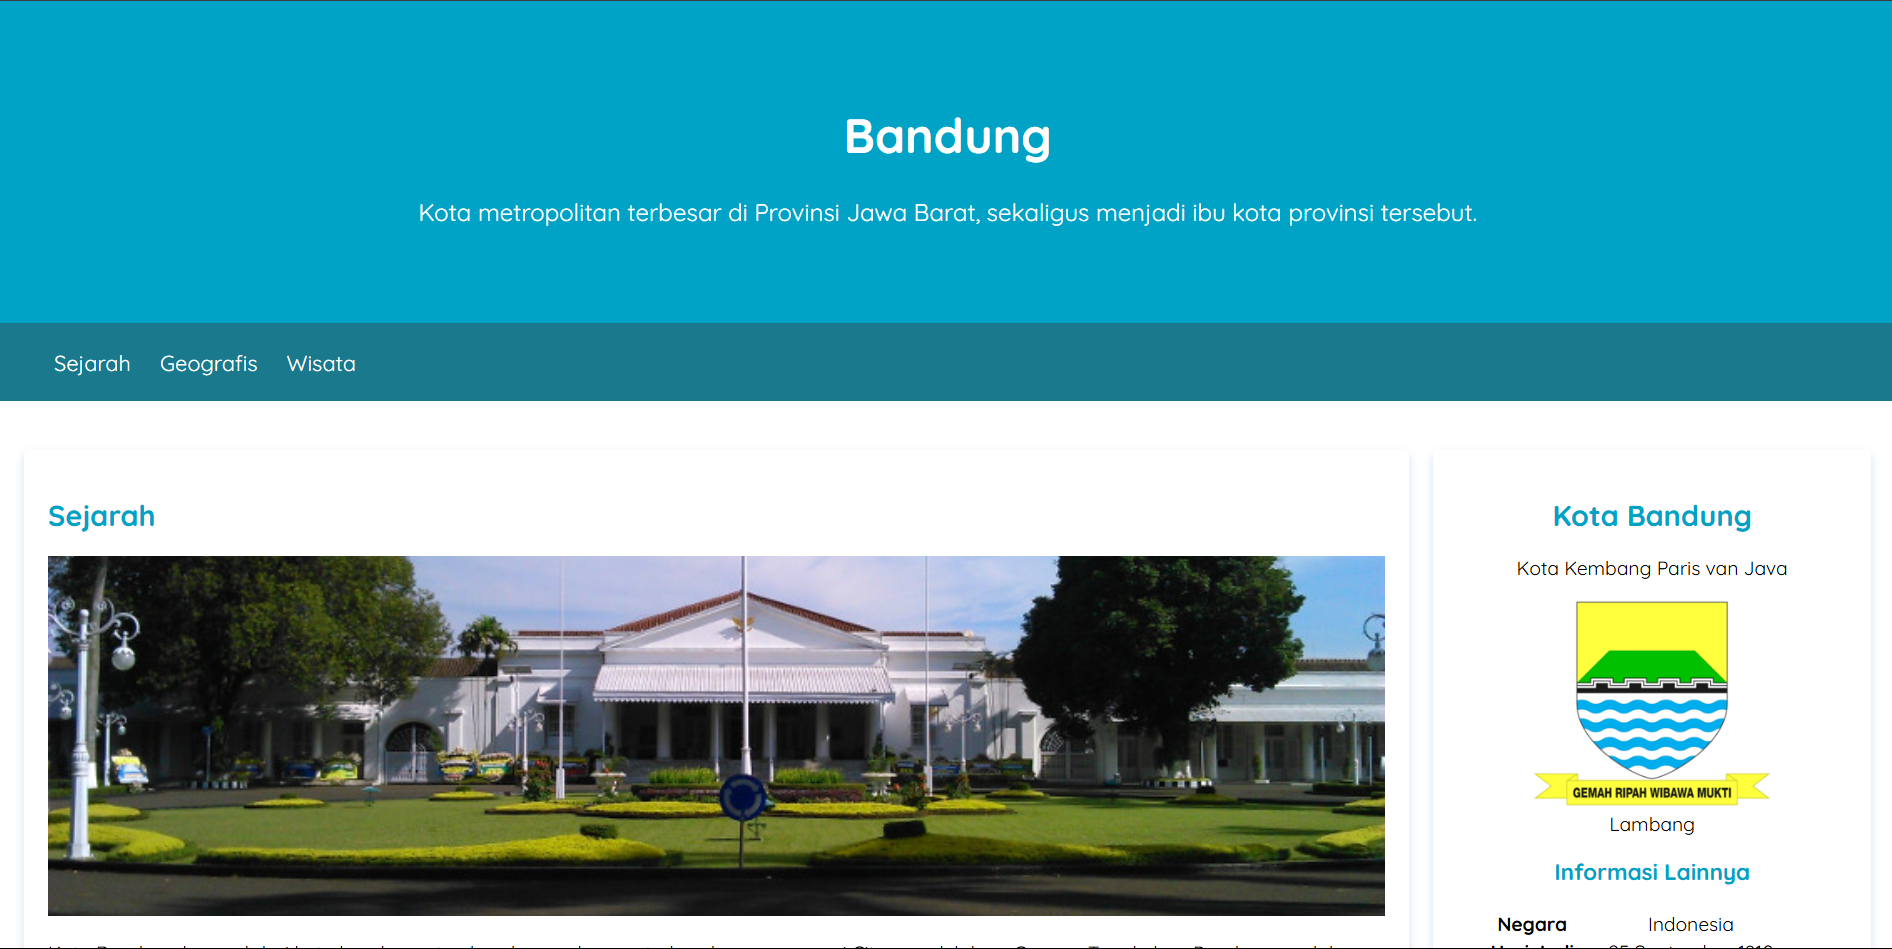 Bandung
Kota metropolitan terbesar di Provinsi Jawa Barat, sekaligus menjadi ibu kota provinsi tersebut.
Sejarah
Geografis
Wisata
Sejarah
Kota Bandung
Kota Kembang Paris van Java
GEMAH RIPAH WIBAWA MUKTI
Lambang
Informasi Lainnya
Negara Indonesia